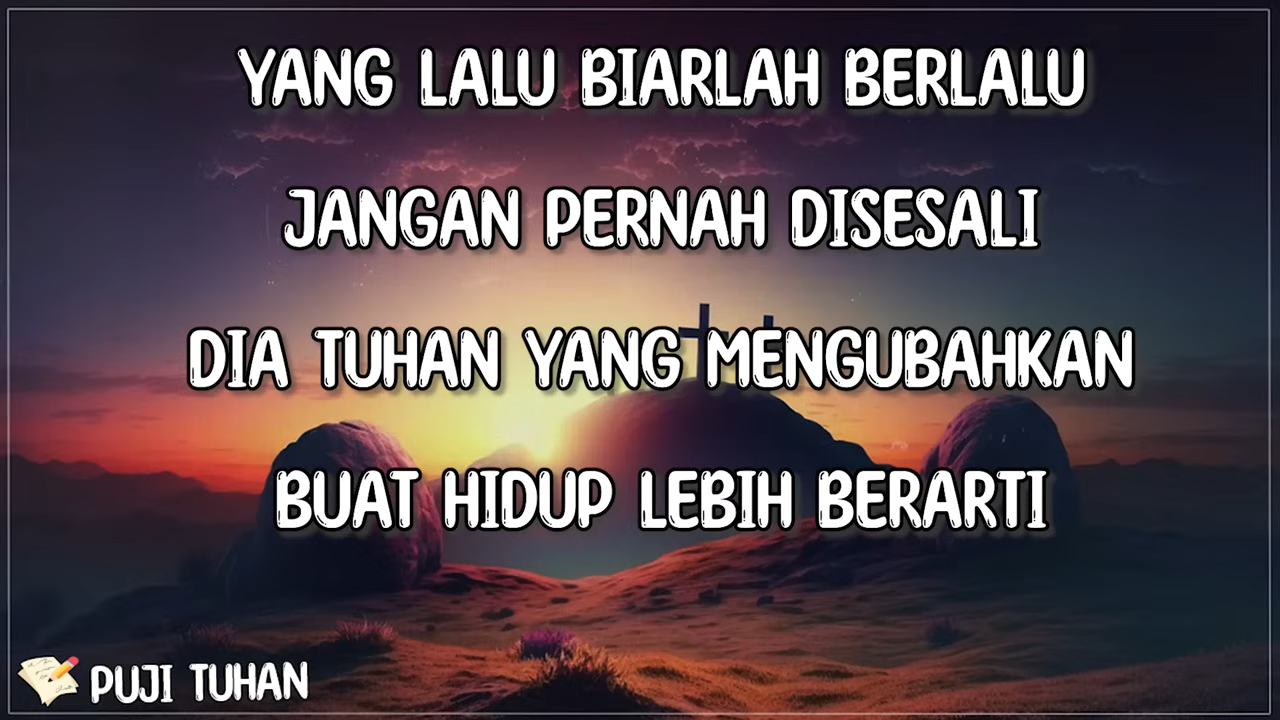 YANG LALU BIARLAH BERLALU
JANGAN PERNAH DISESALI
DIA TUHAN YANG MENGUBAHKAN
BUAT HIDUP LEBIH BERARTI
PUJI TUHAN